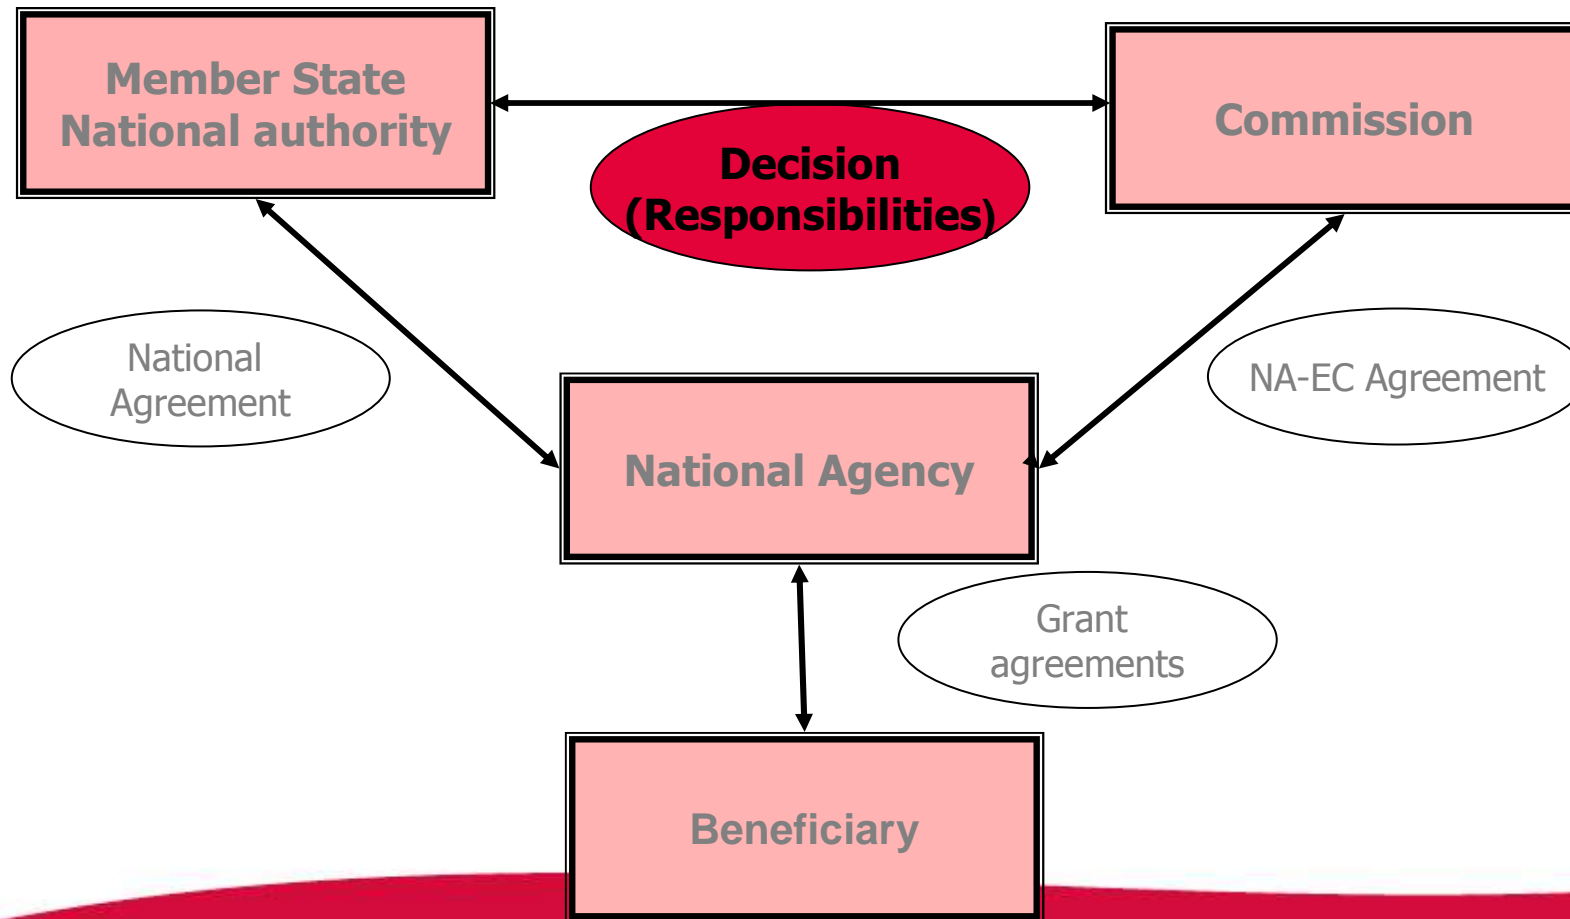 Member State
National authority
Commission
Decision
(Responsibilities)
National
Agreement
NA-EC Agreement
National Agency
Grant
agreements
Beneficiary